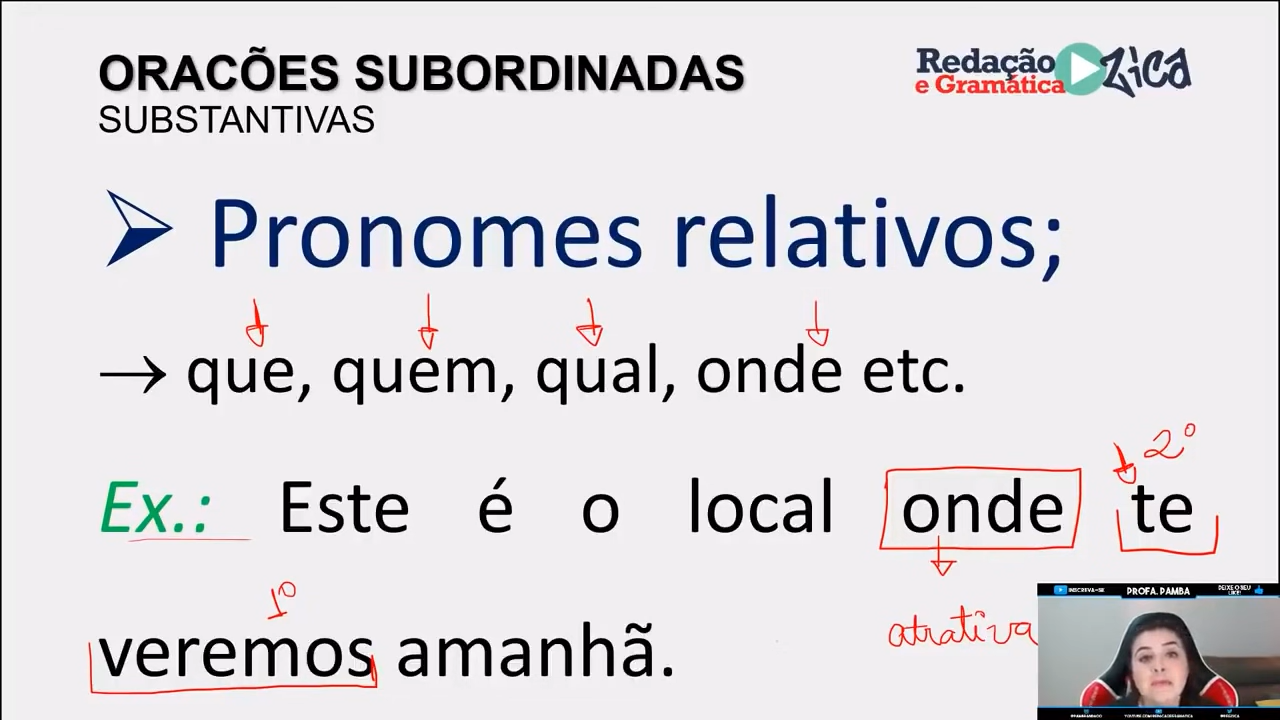 ORACÕES SUBORDINADAS
SUBSTANTIVAS
Redação
e Gramática
Zica
Pronomes relativos;
→ que, quem, qual, onde etc.
2º
Ex.: Este é o local onde te
1º
veremos amanhã.
atrativa
INSCREVA-SE
PROFA. PAMBA
DEIXE O SEU
LIKE!